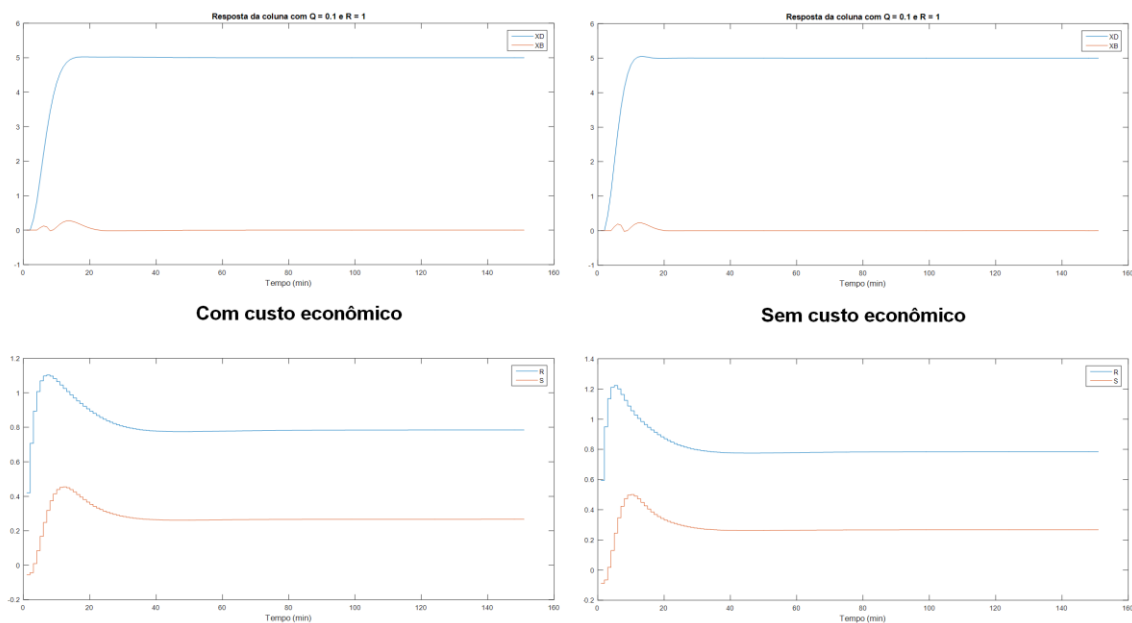 Resposta da coluna com Q = 0.1 e R = 1
6
5
4
3
2
1
0
-1
XD
XB
0 20 40 60 80 100 120 140 160
Tempo (min)
Resposta da coluna com Q = 0.1 e R = 1
6
5
4
3
2
1
0
-1
XD
XB
0 20 40 60 80 100 120 140 160
Tempo (min)
Com custo econômico
Sem custo econômico
1.2
1
0.8
0.6
0.4
0.2
0
-0.2
R
S
0 20 40 60 80 100 120 140 160
Tempo (min)
1.4
1.2
1
0.8
0.6
0.4
0.2
0
-0.2
R
S
0 20 40 60 80 100 120 140 160
Tempo (min)